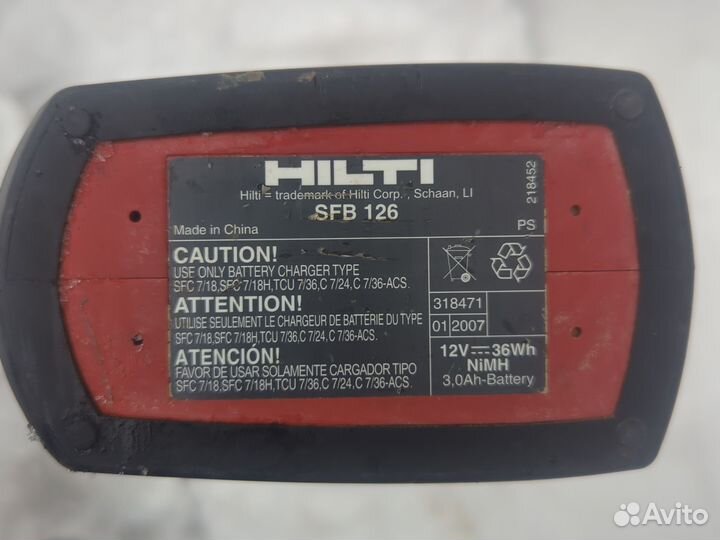 HILTI
Hilti = trademark of Hilti Corp., Schaan, LI
SFB 126
218452
Made in China
PS
CAUTION!
USE ONLY BATTERY CHARGER TYPE
SFC 7/18,SFC 7/18H,TCU 7/36,C 7/24,C 7/36-ACS.
ATTENTION!
UTILISE SEULEMENT LE CHARGEUR DE BATTERIE DU TYPE
SFC 7/18,SFC 7/18H,TCU 7/36,C 7/24,C 7/36-ACS.
ATENCIÓN!
FAVOR DE USAR SOLAMENTE CARGADOR TIPO
SFC 7/18,SFC 7/18H,TCU 7/36,C 7/24,C 7/36-ACS.
318471
01 2007
12V⎓36Wh
NiMH
3,0Ah-Battery
Avito